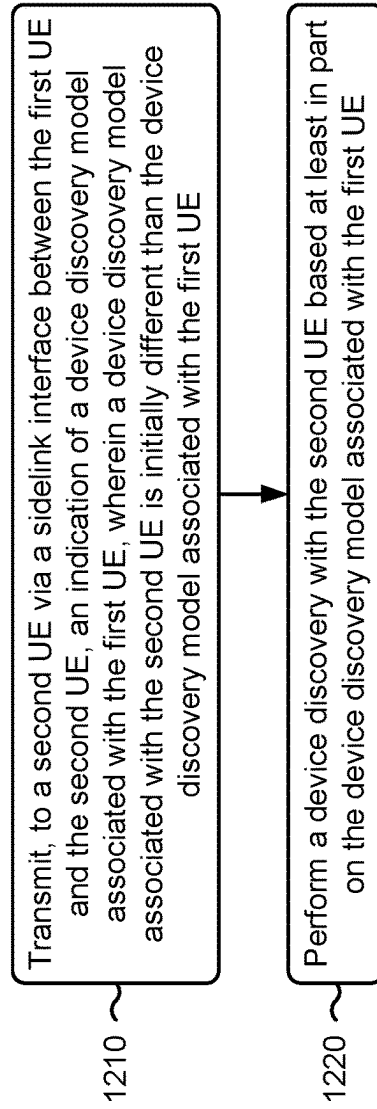 1210
Transmit, to a second UE via a sidelink interface between the first UE
and the second UE, an indication of a device discovery model
associated with the first UE, wherein a device discovery model
associated with the second UE is initially different than the device
discovery model associated with the first UE
1220
Perform a device discovery with the second UE based at least in part
on the device discovery model associated with the first UE